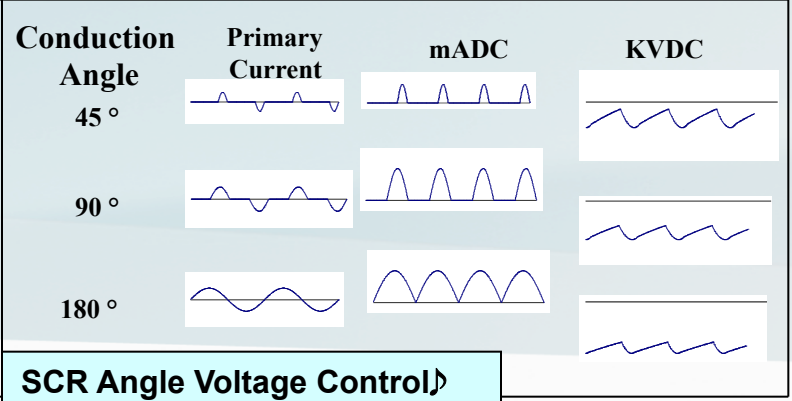 Conduction Angle
Primary Current
mADC
KVDC
45 °
90 °
180 °
SCR Angle Voltage Control♪